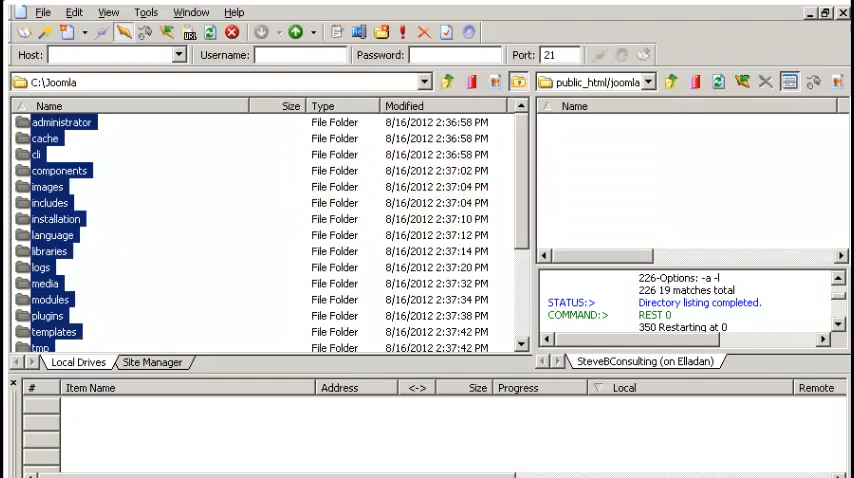 File Edit View Tools Window Help
URL
Host: Username: Password: Port: 21
C:\Joomla
public_html/joomla
Name Size Type Modified
Name
administrator File Folder 8/16/2012 2:36:58 PM
cache File Folder 8/16/2012 2:36:58 PM
cli File Folder 8/16/2012 2:36:58 PM
components File Folder 8/16/2012 2:37:02 PM
images File Folder 8/16/2012 2:37:04 PM
includes File Folder 8/16/2012 2:37:04 PM
installation File Folder 8/16/2012 2:37:10 PM
language File Folder 8/16/2012 2:37:12 PM
libraries File Folder 8/16/2012 2:37:14 PM
logs File Folder 8/16/2012 2:37:20 PM
media File Folder 8/16/2012 2:37:32 PM
modules File Folder 8/16/2012 2:37:34 PM
plugins File Folder 8/16/2012 2:37:38 PM
templates File Folder 8/16/2012 2:37:42 PM
tmp File Folder 8/16/2012 2:37:42 PM
226-Options: -a -l
226 19 matches total
STATUS:> Directory listing completed.
COMMAND:> REST 0
350 Restarting at 0
Local Drives Site Manager
SteveBConsulting (on Elladan)
# Item Name Address <-> Size Progress Local Remote